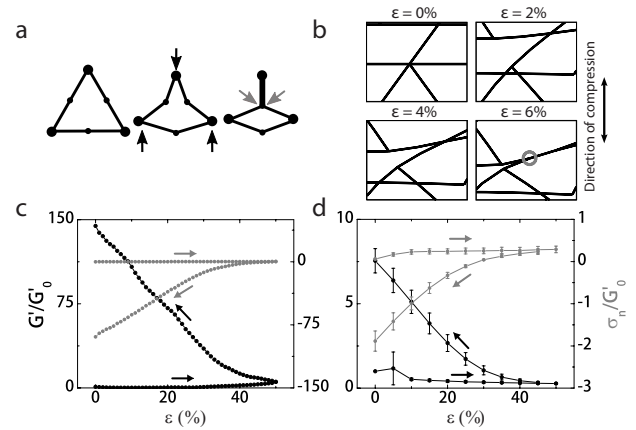 a
b
ε = 0%
ε = 2%
ε = 4%
ε = 6%
Direction of compression
c
150
75
0
G'/G'₀
0
-75
-150
0
20
40
ε (%)
d
10
5
0
1
0
-1
-2
-3
σₙ/G'₀
0
20
40
ε (%)